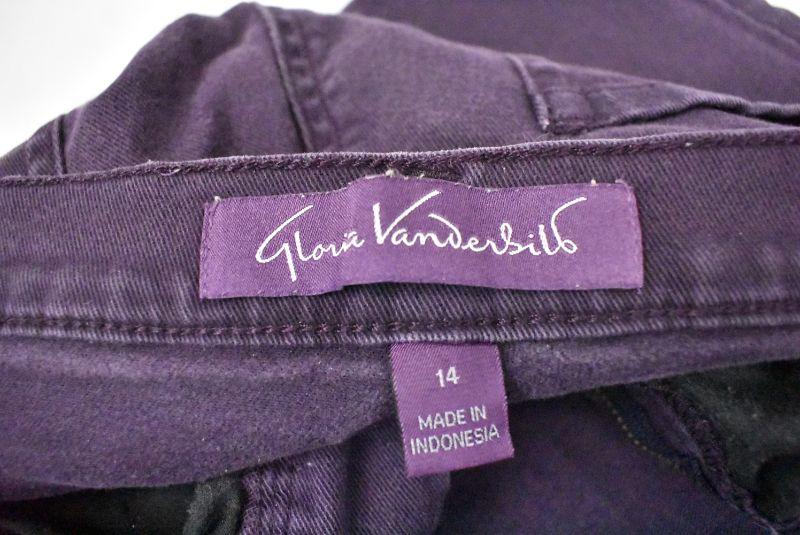 Gloria Vanderbilt
14
MADE IN
INDONESIA